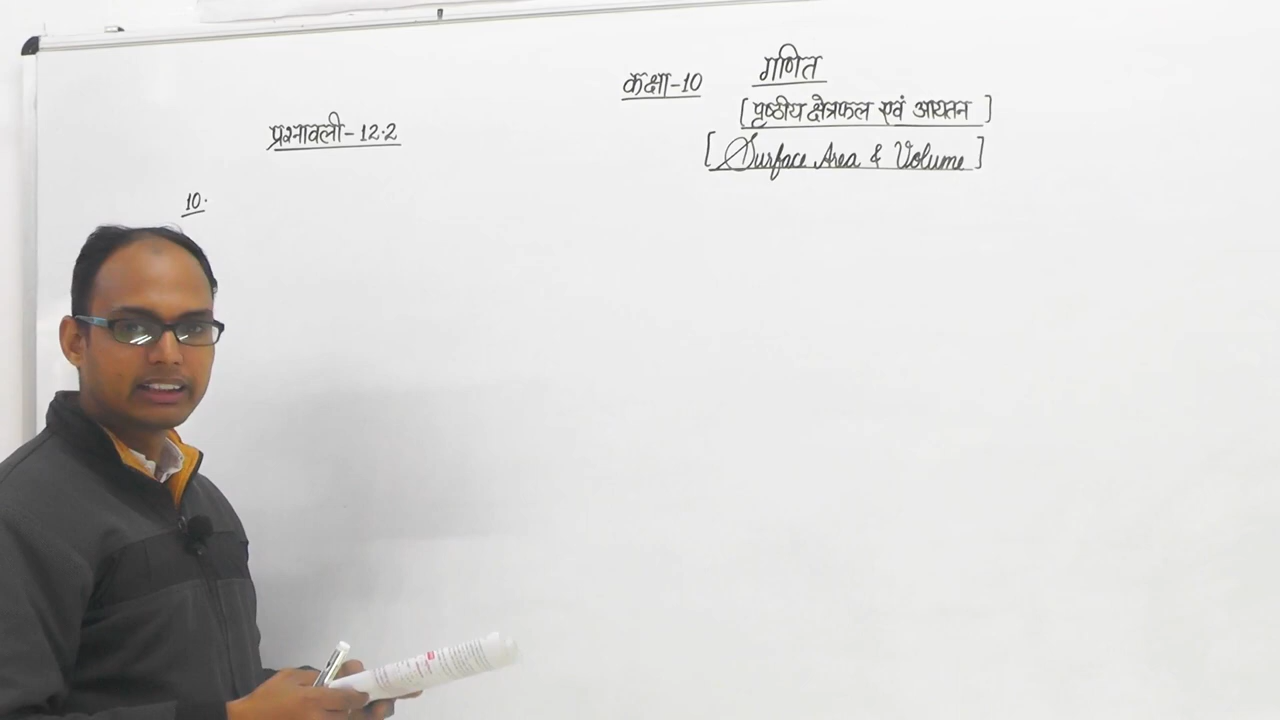 कक्षा-10 गणित
[पृष्ठीय क्षेत्रफल एवं आयतन]
[Surface Area & Volume]
प्रश्नावली-12.2
10.